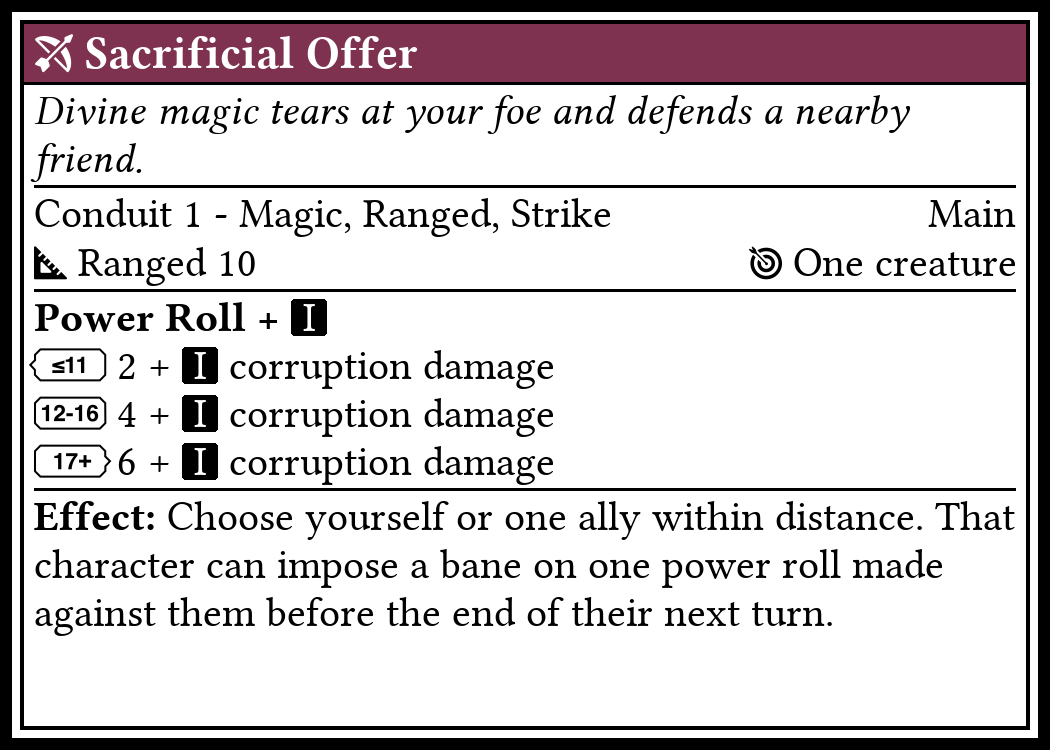 Sacrificial Offer
Divine magic tears at your foe and defends a nearby
friend.
Conduit 1 - Magic, Ranged, Strike Main
Ranged 10 One creature
Power Roll + I
≤11 2 + I corruption damage
12-16 4 + I corruption damage
17+ 6 + I corruption damage
Effect: Choose yourself or one ally within distance. That
character can impose a bane on one power roll made
against them before the end of their next turn.